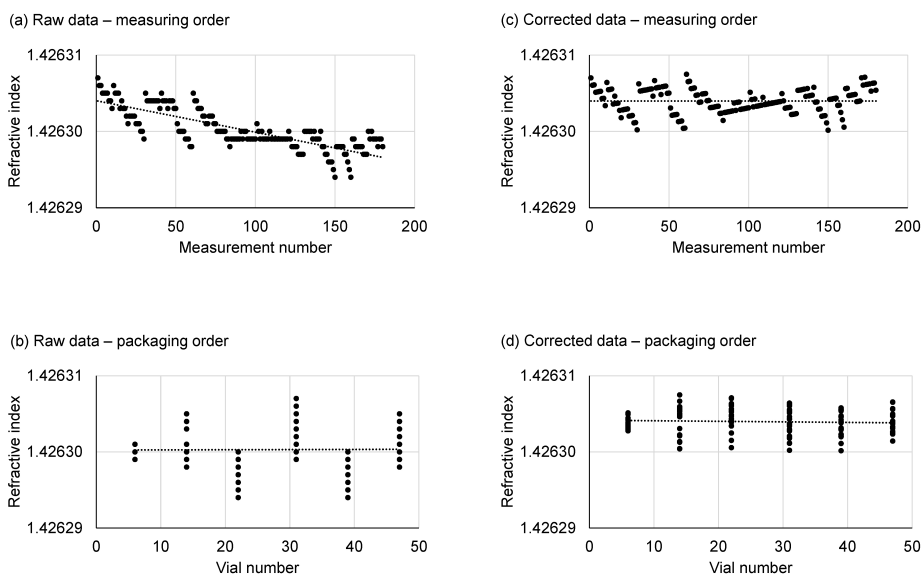 (a) Raw data – measuring order
1.42631
1.42630
1.42629
Refractive index
0 50 100 150 200
Measurement number
(c) Corrected data – measuring order
1.42631
1.42630
1.42629
Refractive index
0 50 100 150 200
Measurement number
(b) Raw data – packaging order
1.42631
1.42630
1.42629
Refractive index
0 10 20 30 40 50
Vial number
(d) Corrected data – packaging order
1.42631
1.42630
1.42629
Refractive index
0 10 20 30 40 50
Vial number